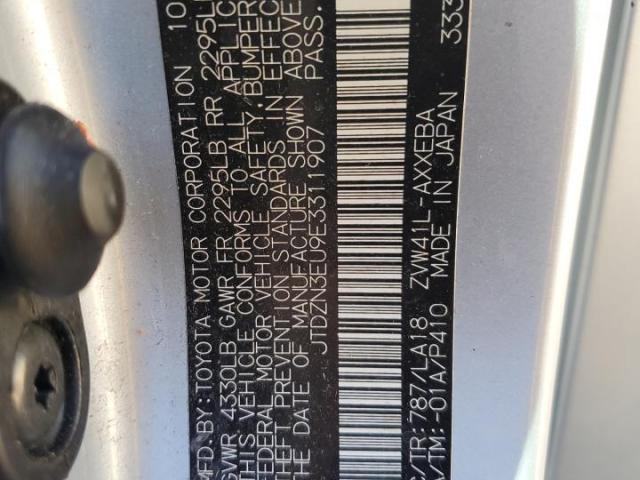 MFD.BY:TOYOTA MOTOR CORPORATION 10
GVWR 4330LB GAWR FR 2295LB RR 2295LB
THIS VEHICLE CONFORMS TO ALL APPLIC
FEDERAL MOTOR VEHICLE SAFETY,BUMPER
THEFT PREVENTION STANDARDS IN EFFEC
THE DATE OF MANUFACTURE SHOWN ABOVE
JTDZN3EU9E3311907 PASS.
C/TR:787/LA18 ZVW41L-AXXEBA 333
A/TM:-01A/P410 MADE IN JAPAN